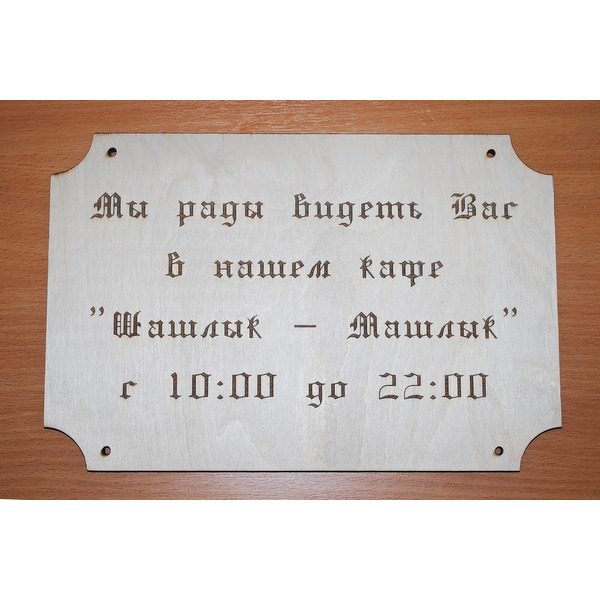 Мы рады видеть Вас
в нашем кафе
"Шашлык – Машлык"
с 10:00 до 22:00